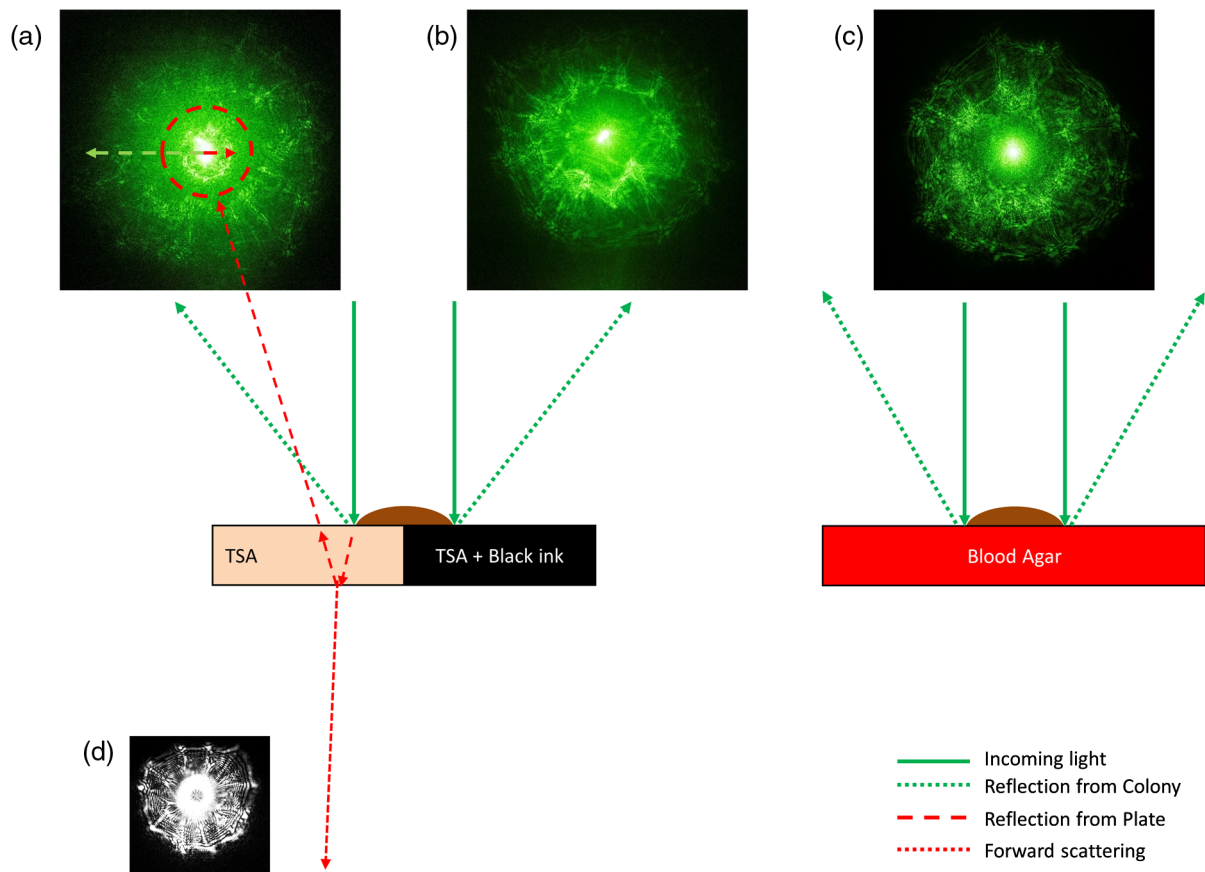 (a)
(b)
(c)
TSA
TSA + Black ink
Blood Agar
(d)
Incoming light
Reflection from Colony
Reflection from Plate
Forward scattering